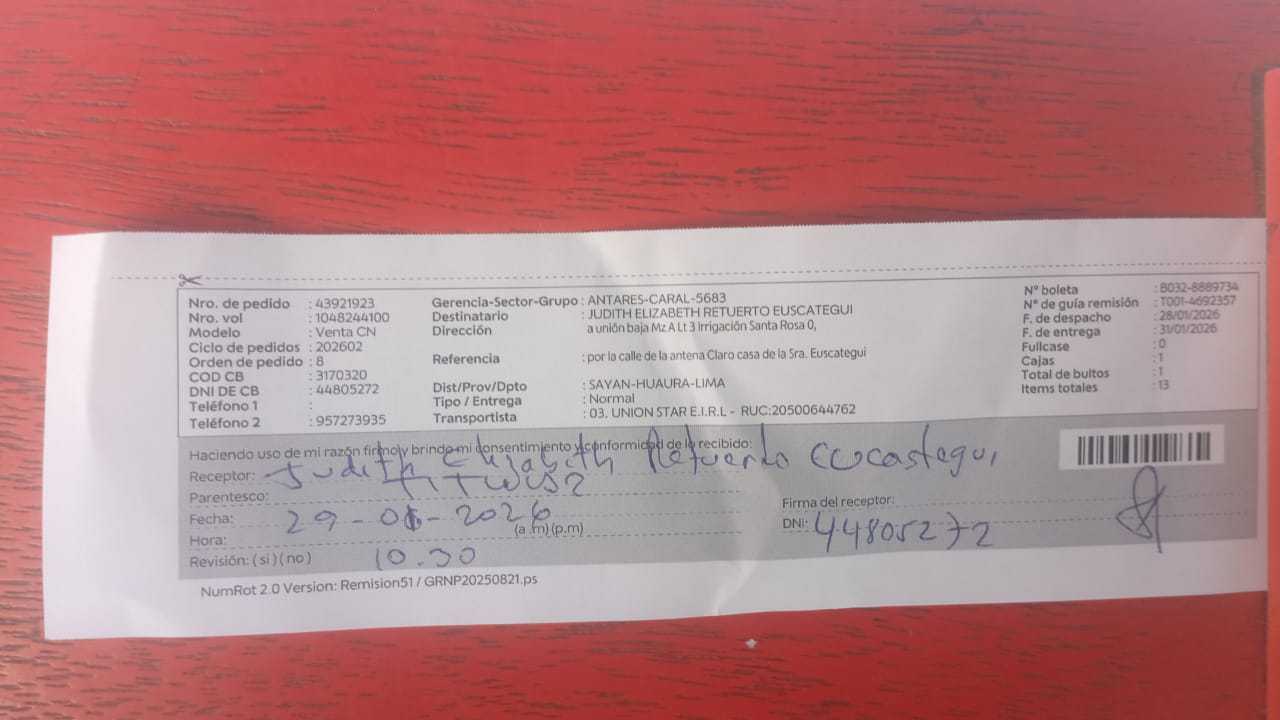 Nro. de pedido : 43921923
Nro. vol : 1048244100
Modelo : Venta CN
Ciclo de pedidos : 202602
Orden de pedido : 8
COD CB : 3170320
DNI DE CB : 44805272
Teléfono 1 :
Teléfono 2 : 957273935
Gerencia-Sector-Grupo : ANTARES-CARAL-5683
Destinatario : JUDITH ELIZABETH RETUERTO EUSCATEGUI
Dirección a unión baja Mz A Lt 3 Irrigación Santa Rosa 0,
Referencia : por la calle de la antena Claro casa de la Sra. Euscategui
Dist/Prov/Dpto : SAYAN-HUAURA-LIMA
Tipo / Entrega : Normal
Transportista : 03. UNION STAR E.I.R.L - RUC:20500644762
N° boleta : B032-8889734
N° de guía remisión : T001-4692357
F. de despacho : 28/01/2026
F. de entrega : 31/01/2026
Fullcase : 0
Cajas : 1
Total de bultos : 1
Items totales : 13
Haciendo uso de mi razón firmo y brindo mi consentimiento y conformidad de lo recibido:
Receptor: Judith Elizabeth Retuerto
Parentesco:
Fecha: 29-01-2026
Hora: (a .m) (p.m)
Revisión: ( si ) ( no ) 10.30
Firma del receptor:
DNI: 44805272
NumRot 2.0 Version: Remision51 / GRNP20250821.ps